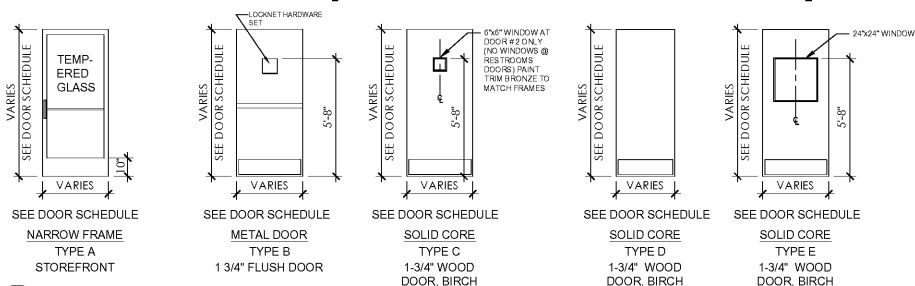 LOCKNET HARDWARE
SET
TEMP-
ERED
GLASS
VARIES
SEE DOOR SCHEDULE
10"
VARIES
SEE DOOR SCHEDULE
NARROW FRAME
TYPE A
STOREFRONT
VARIES
SEE DOOR SCHEDULE
5'-8"
VARIES
SEE DOOR SCHEDULE
METAL DOOR
TYPE B
1 3/4" FLUSH DOOR
6"x6" WINDOW AT
DOOR #2 ONLY
(NO WINDOWS @
RESTROOMS
DOORS) PAINT
TRIM BRONZE TO
MATCH FRAMES
VARIES
SEE DOOR SCHEDULE
℄
5'-8"
VARIES
SEE DOOR SCHEDULE
SOLID CORE
TYPE C
1-3/4" WOOD
DOOR, BIRCH
VARIES
SEE DOOR SCHEDULE
VARIES
SEE DOOR SCHEDULE
SOLID CORE
TYPE D
1-3/4" WOOD
DOOR, BIRCH
24"x24" WINDOW
VARIES
SEE DOOR SCHEDULE
℄
5'-8"
VARIES
SEE DOOR SCHEDULE
SOLID CORE
TYPE E
1-3/4" WOOD
DOOR, BIRCH